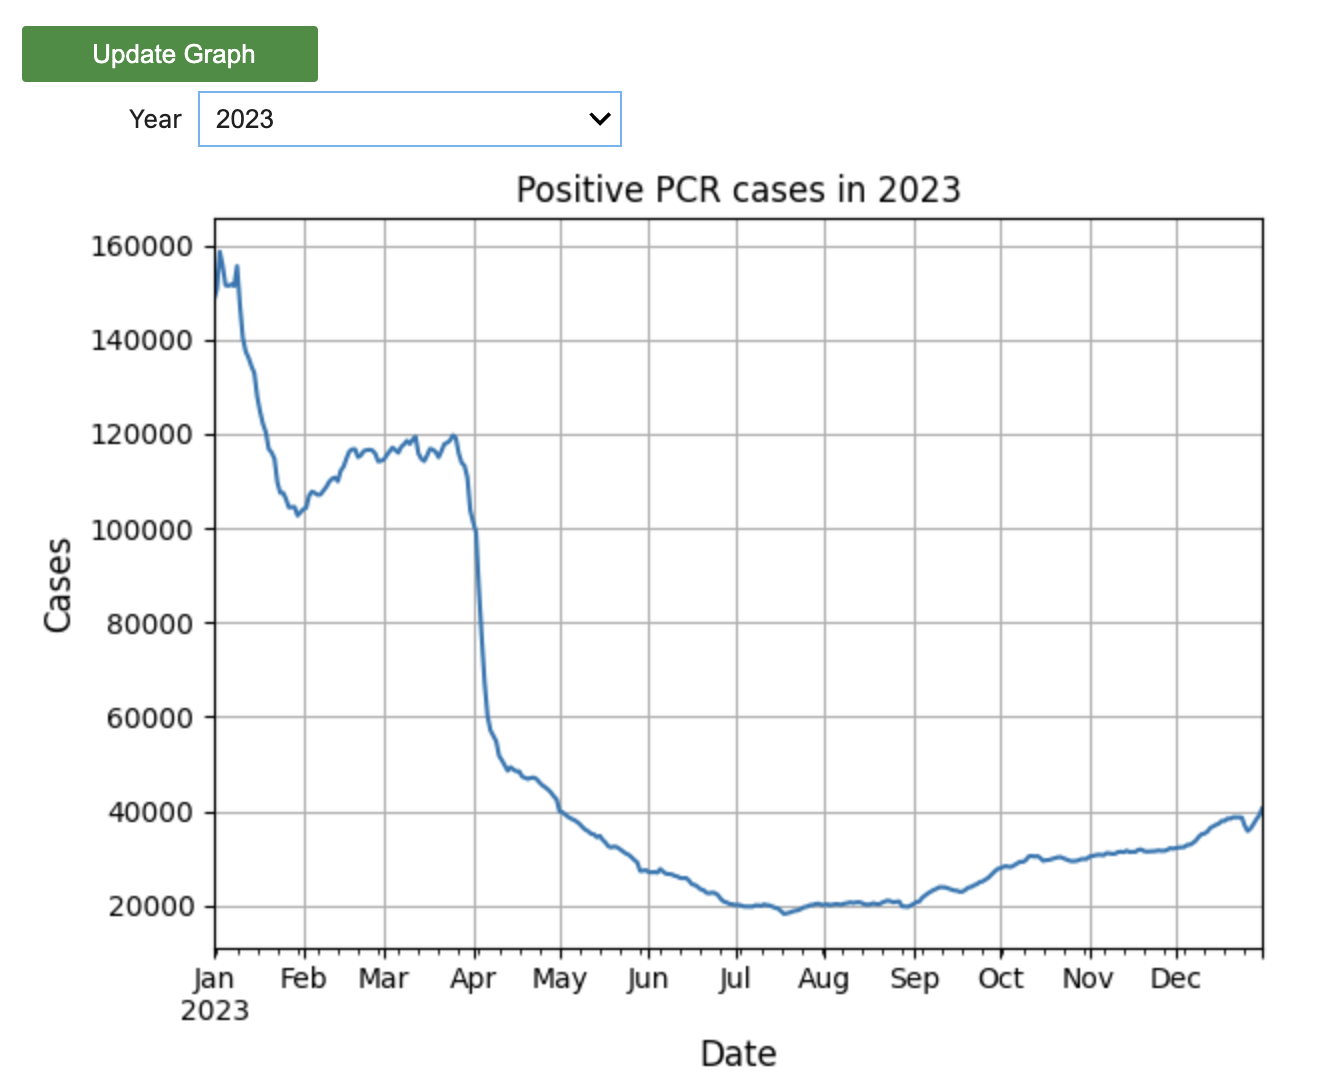 Update Graph
Year 2023
Positive PCR cases in 2023
160000
140000
120000
100000
80000
60000
40000
20000
Cases
Jan Feb Mar Apr May Jun Jul Aug Sep Oct Nov Dec
2023
Date